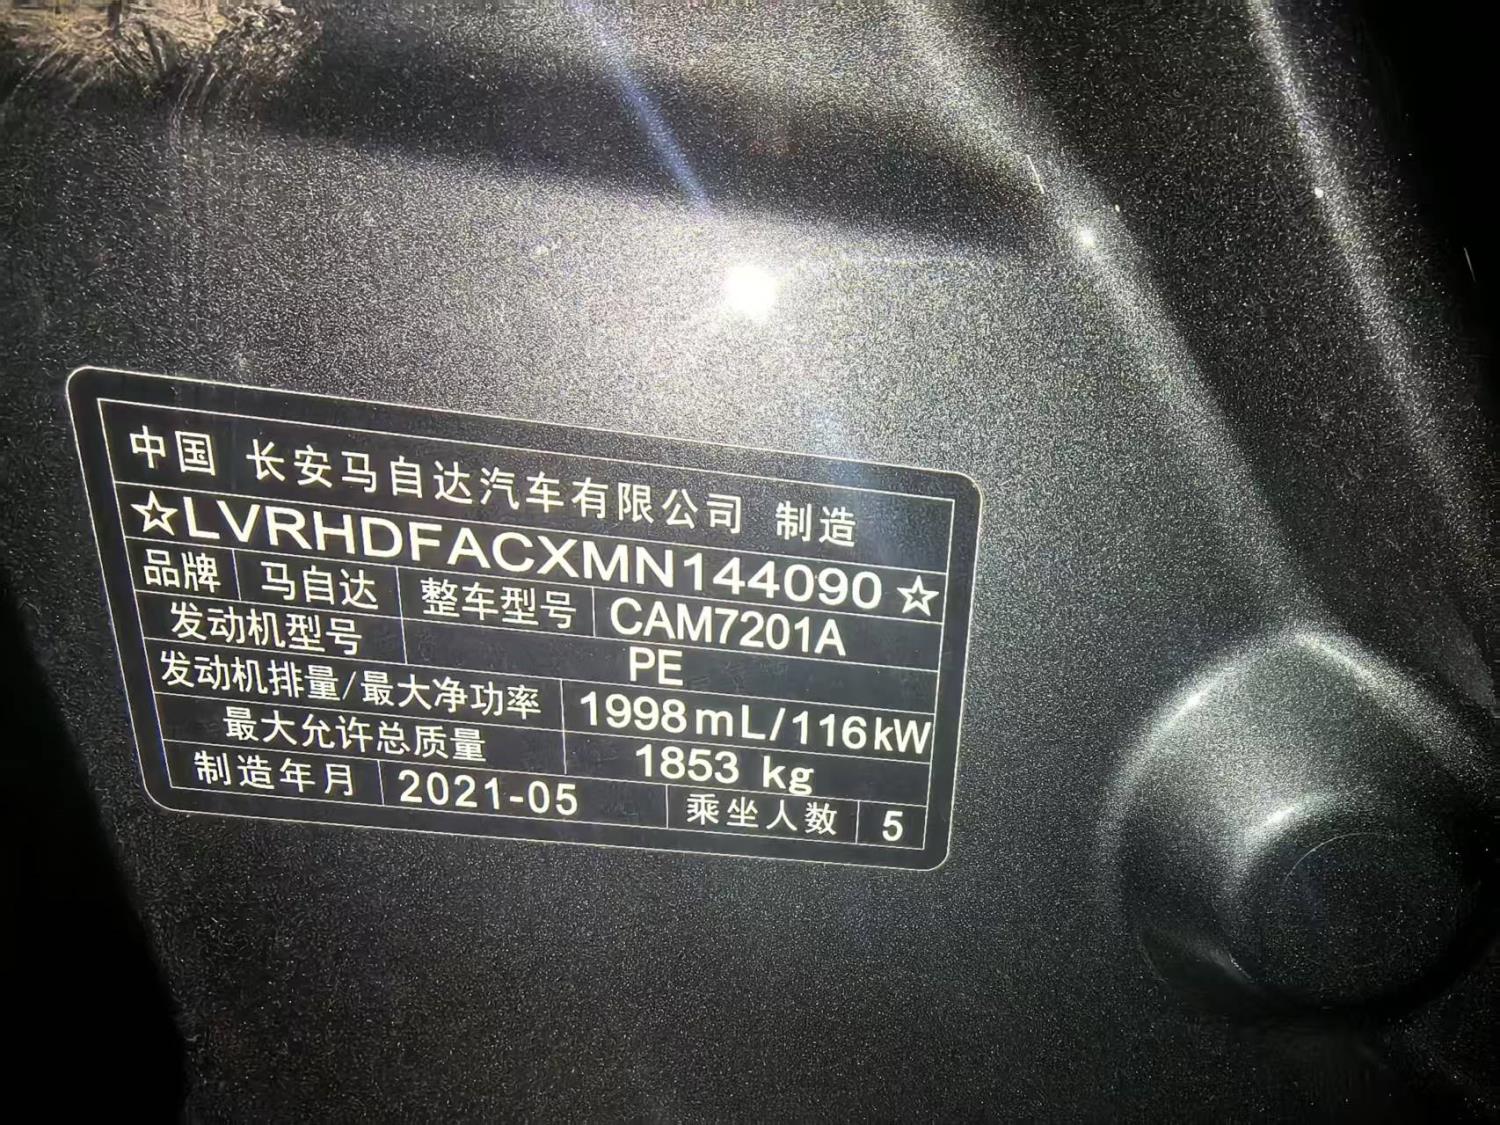 中国 长安马自达汽车有限公司 制造
☆LVRHDFACXMN144090☆
品牌 马自达 整车型号 CAM7201A
发动机型号 PE
发动机排量/最大净功率 1998mL/116kW
最大允许总质量 1853 kg
制造年月 2021-05 乘坐人数 5